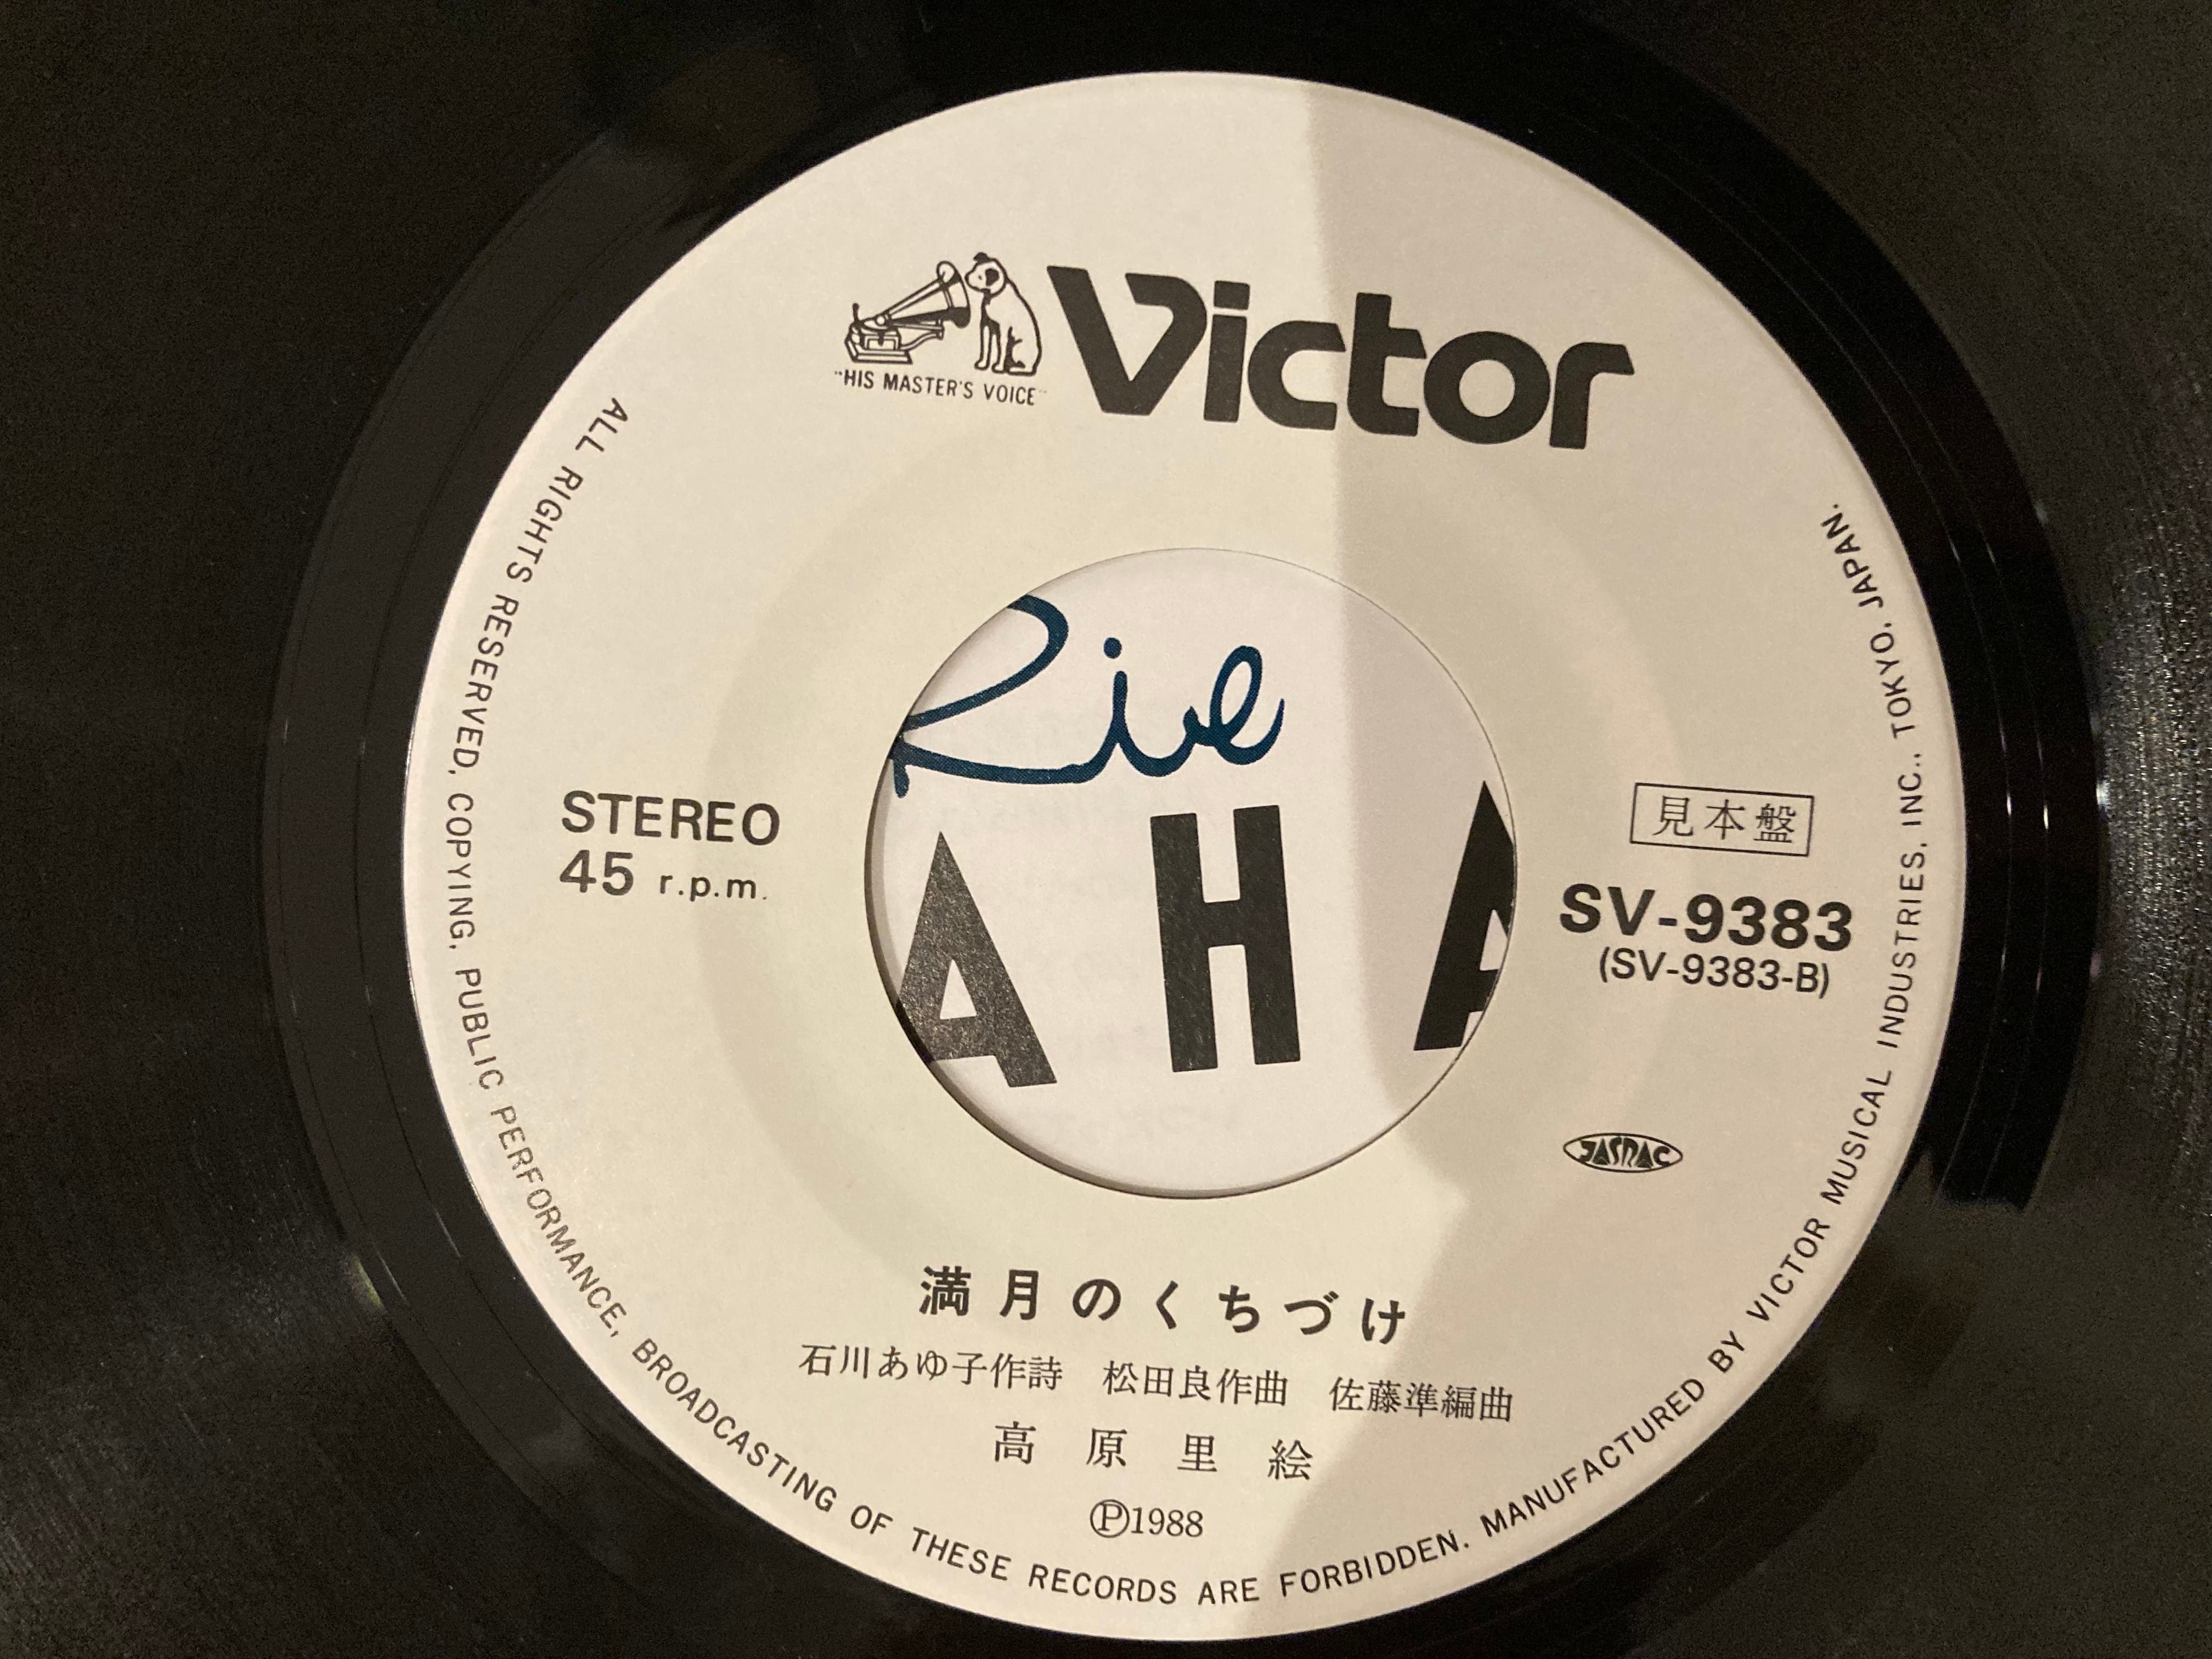 Victor
"HIS MASTER'S VOICE"
Rie
A H A
STEREO
45 r.p.m.
見本盤
SV-9383
(SV-9383-B)
JASRAC
満月のくちづけ
石川あゆ子作詩 松田良作曲 佐藤準編曲
高原里絵
Ⓟ1988
ALL RIGHTS RESERVED, COPYING, PUBLIC PERFORMANCE, BROADCASTING OF THESE RECORDS ARE FORBIDDEN. MANUFACTURED BY VICTOR MUSICAL INDUSTRIES, INC., TOKYO, JAPAN.